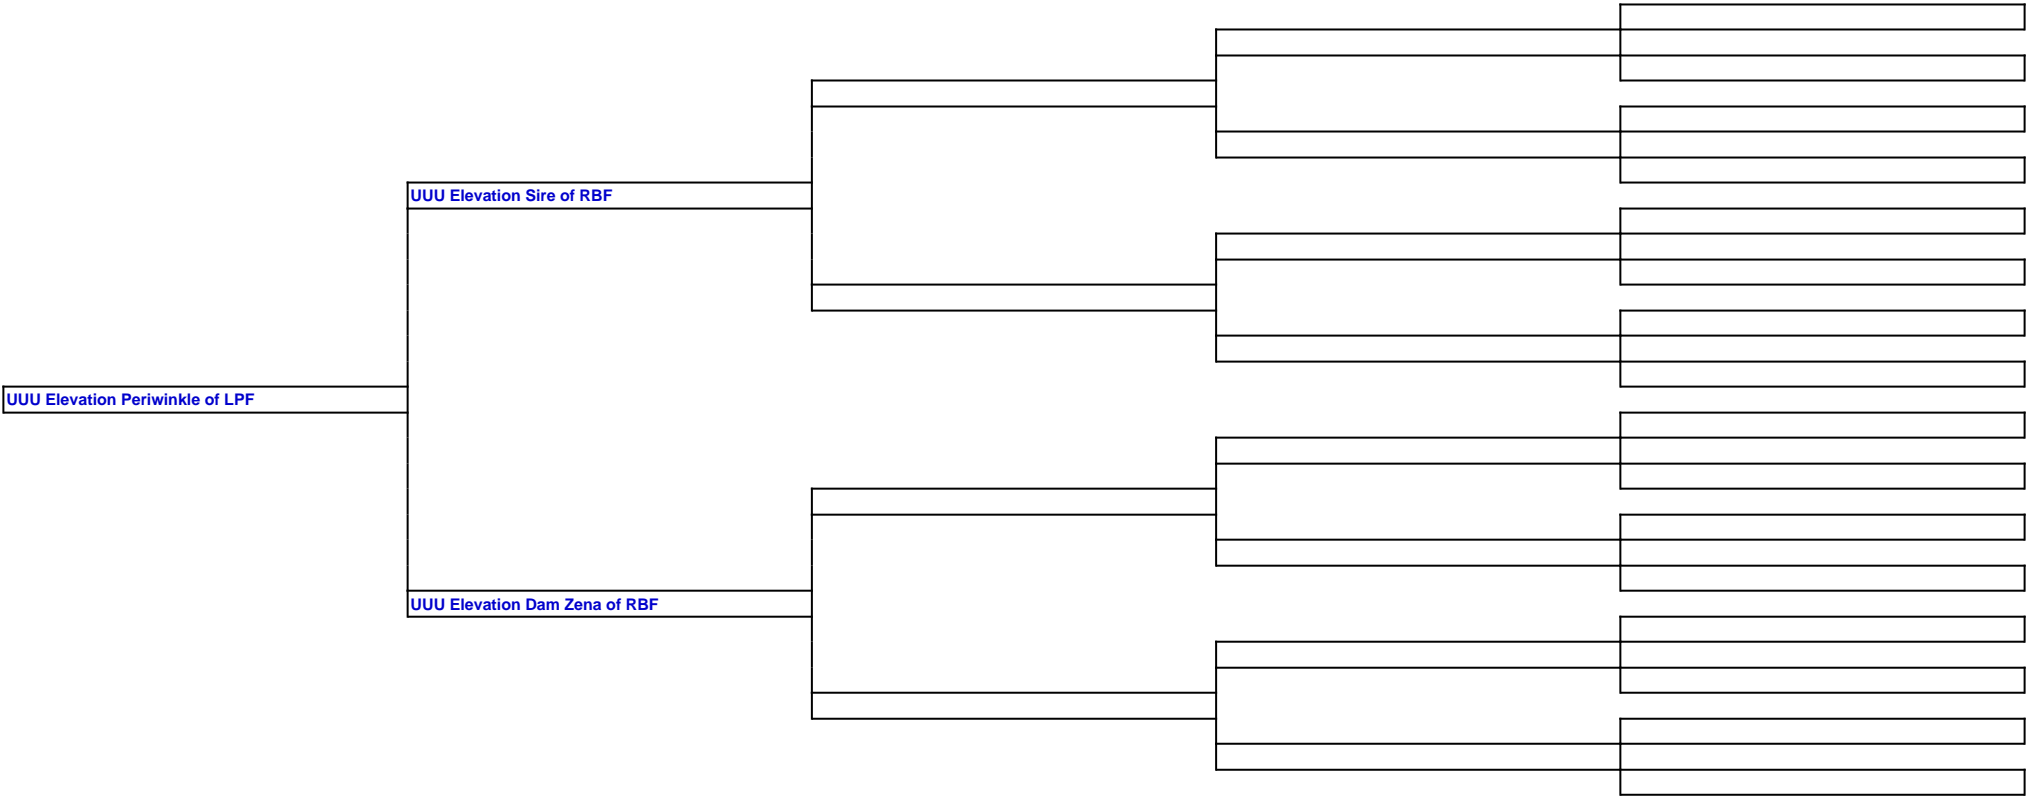 UUU Elevation Sire of RBF
UUU Elevation Periwinkle of LPF
UUU Elevation Dam Zena of RBF